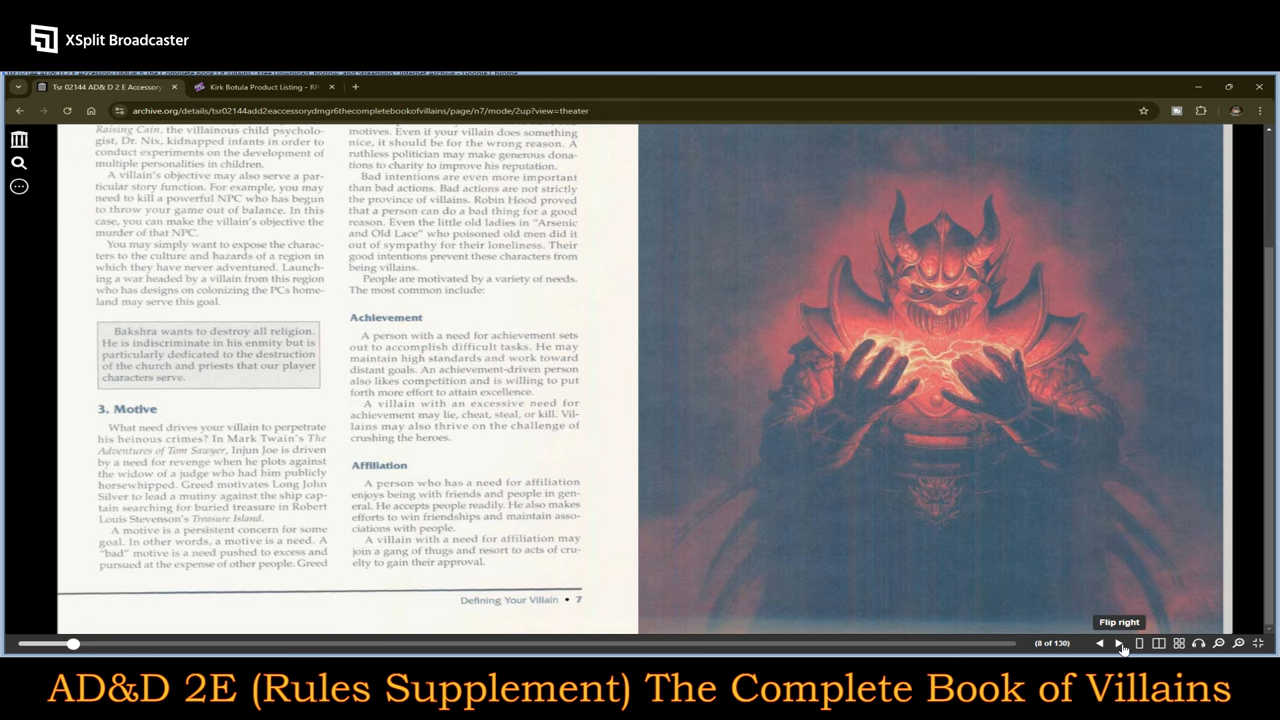 XSplit Broadcaster
Tsr 02144 AD& D 2 E Accessory
Kirk Botula Product Listing - RP
archive.org/details/tsr02144add2eaccessorydmgr6thecompletebookofvillains/page/n7/mode/2up?view=theater
Raising Cain, the villainous child psycholo-
gist, Dr. Nix, kidnapped infants in order to
conduct experiments on the development of
multiple personalities in children.
A villain's objective may also serve a par-
ticular story function. For example, you may
need to kill a powerful NPC who has begun
to throw your game out of balance. In this
case, you can make the villain's objective the
murder of that NPC.
You may simply want to expose the charac-
ters to the culture and hazards of a region in
which they have never adventured. Launch-
ing a war headed by a villain from this region
who has designs on colonizing the PCs home-
land may serve this goal.
Bakshra wants to destroy all religion.
He is indiscriminate in his enmity but is
particularly dedicated to the destruction
of the church and priests that our player
characters serve.
3. Motive
What need drives your villain to perpetrate
his heinous crimes? In Mark Twain's The
Adventures of Tom Sawyer, Injun Joe is driven
by a need for revenge when he plots against
the widow of a judge who had him publicly
horsewhipped. Greed motivates Long John
Silver to lead a mutiny against the ship cap-
tain searching for buried treasure in Robert
Louis Stevenson's Treasure Island.
A motive is a persistent concern for some
goal. In other words, a motive is a need. A
"bad" motive is a need pushed to excess and
pursued at the expense of other people. Greed
motives. Even if your villain does something
nice, it should be for the wrong reason. A
ruthless politician may make generous dona-
tions to charity to improve his reputation.
Bad intentions are even more important
than bad actions. Bad actions are not strictly
the province of villains. Robin Hood proved
that a person can do a bad thing for a good
reason. Even the little old ladies in "Arsenic
and Old Lace" who poisoned old men did it
out of sympathy for their loneliness. Their
good intentions prevent these characters from
being villains.
People are motivated by a variety of needs.
The most common include:
Achievement
A person with a need for achievement sets
out to accomplish difficult tasks. He may
maintain high standards and work toward
distant goals. An achievement-driven person
also likes competition and is willing to put
forth more effort to attain excellence.
A villain with an excessive need for
achievement may lie, cheat, steal, or kill. Vil-
lains may also thrive on the challenge of
crushing the heroes.
Affiliation
A person who has a need for affiliation
enjoys being with friends and people in gen-
eral. He accepts people readily. He also makes
efforts to win friendships and maintain asso-
ciations with people.
A villain with a need for affiliation may
join a gang of thugs and resort to acts of cru-
elty to gain their approval.
Defining Your Villain • 7
Flip right
(8 of 130)
AD&D 2E (Rules Supplement) The Complete Book of Villains